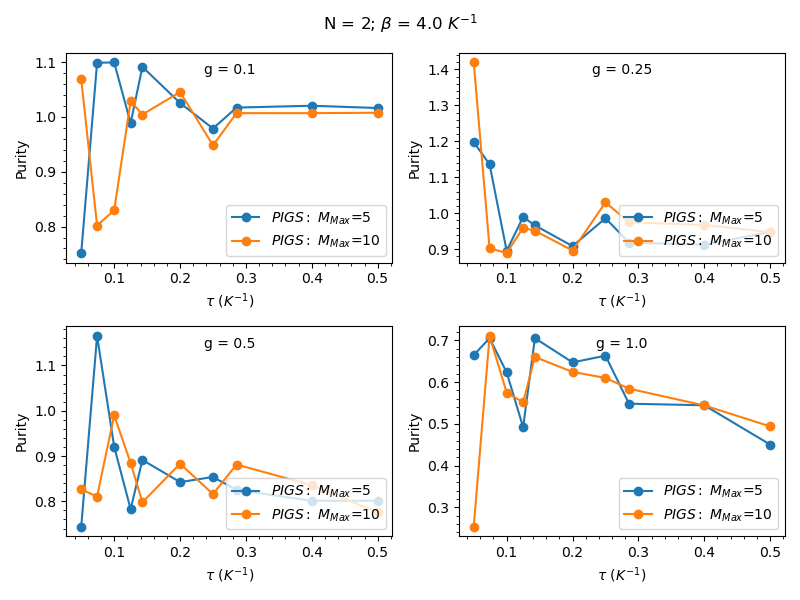 N = 2; β = 4.0 K⁻¹
g = 0.1
Purity
1.1
1.0
0.9
0.8
PIGS: M_Max=5
PIGS: M_Max=10
0.1 0.2 0.3 0.4 0.5
τ (K⁻¹)
g = 0.25
Purity
1.4
1.3
1.2
1.1
1.0
0.9
PIGS: M_Max=5
PIGS: M_Max=10
0.1 0.2 0.3 0.4 0.5
τ (K⁻¹)
g = 0.5
Purity
1.1
1.0
0.9
0.8
PIGS: M_Max=5
PIGS: M_Max=10
0.1 0.2 0.3 0.4 0.5
τ (K⁻¹)
g = 1.0
Purity
0.7
0.6
0.5
0.4
0.3
PIGS: M_Max=5
PIGS: M_Max=10
0.1 0.2 0.3 0.4 0.5
τ (K⁻¹)